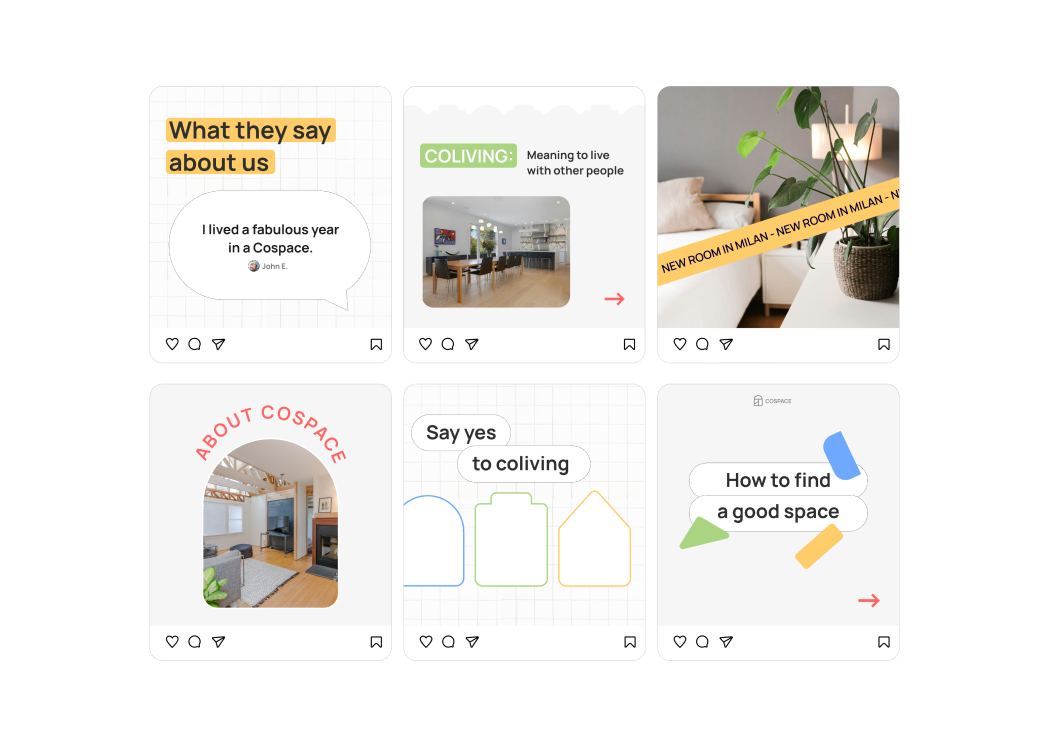 What they say
about us
I lived a fabulous year
in a Cospace.
John E.
COLIVING:
Meaning to live
with other people
NEW ROOM IN MILAN - NEW ROOM IN MILAN - N
ABOUT COSPACE
Say yes
to coliving
COSPACE
How to find
a good space